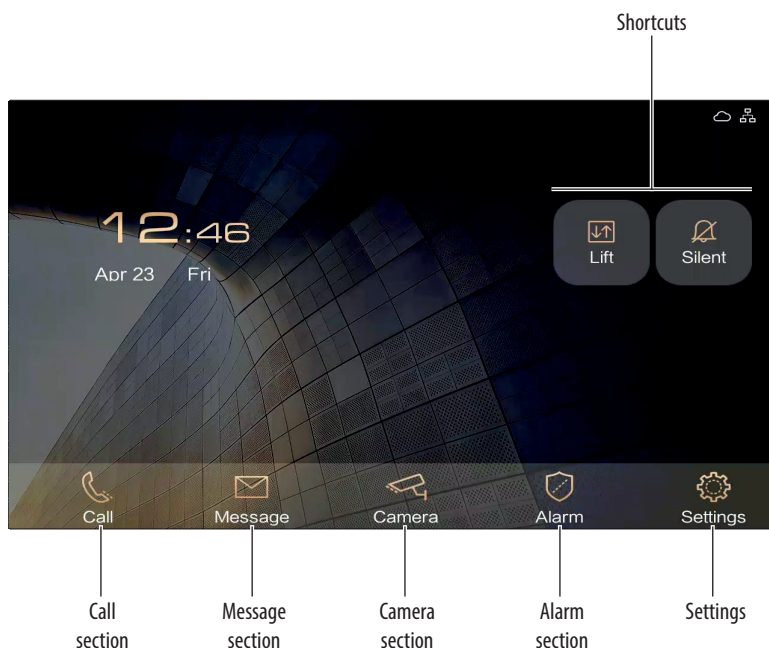 Shortcuts
12:46
Apr 23 Fri
Lift
Silent
Call
Message
Camera
Alarm
Settings
Call
section
Message
section
Camera
section
Alarm
section
Settings